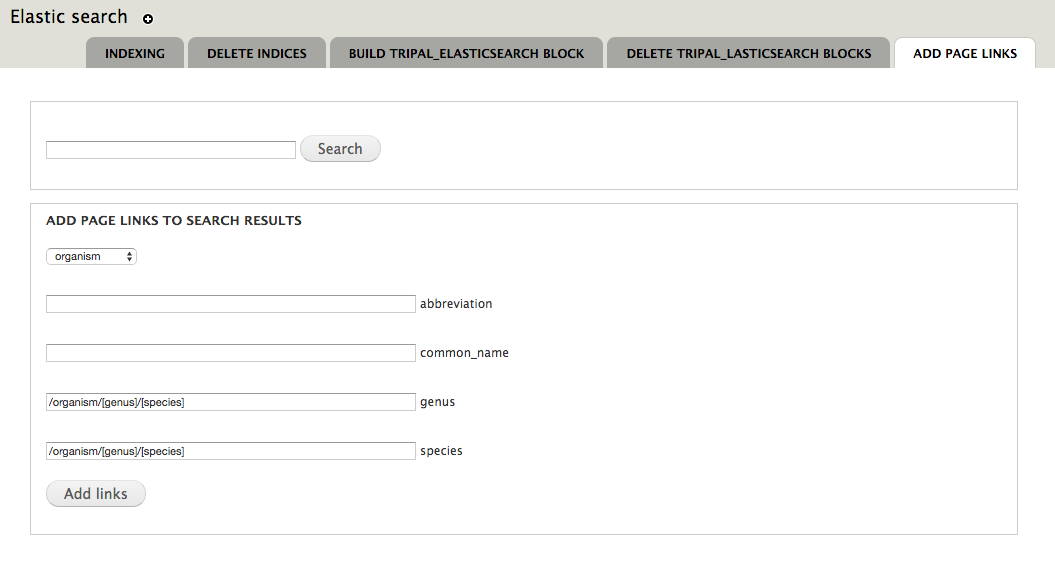 Elastic search
INDEXING DELETE INDICES BUILD TRIPAL_ELASTICSEARCH BLOCK DELETE TRIPAL_LASTICSEARCH BLOCKS ADD PAGE LINKS
Search
ADD PAGE LINKS TO SEARCH RESULTS
organism
abbreviation
common_name
/organism/[genus]/[species] genus
/organism/[genus]/[species] species
Add links